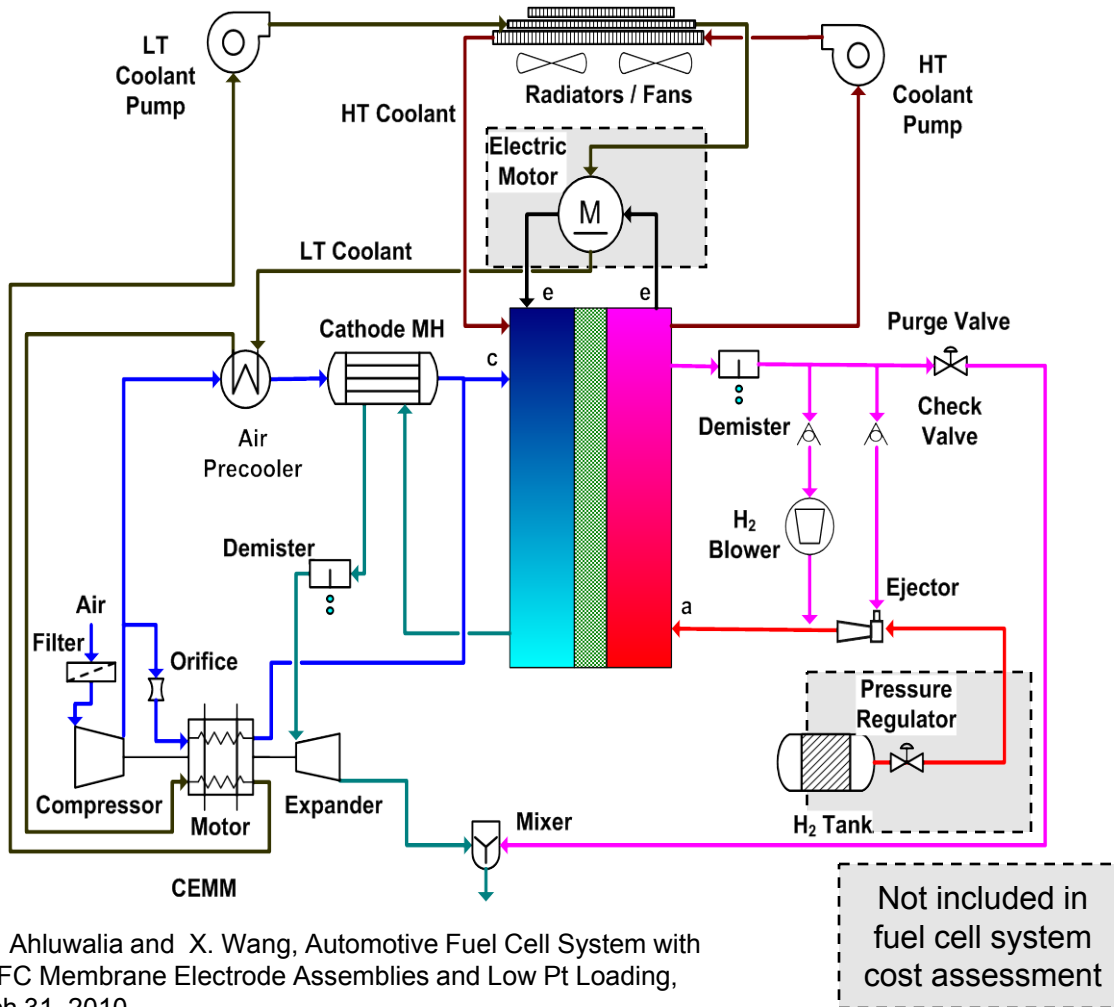 LT
Coolant
Pump
HT
Coolant
Pump
Radiators / Fans
HT Coolant
Electric
Motor
M
LT Coolant
e
e
Cathode MH
c
Purge Valve
Check
Valve
Demister
Air
Precooler
H2
Blower
Demister
Ejector
a
Air
Filter
Orifice
Pressure
Regulator
Compressor
Motor
Expander
Mixer
H2 Tank
CEMM
Not included in
fuel cell system
cost assessment
Ahluwalia and X. Wang, Automotive Fuel Cell System with
FC Membrane Electrode Assemblies and Low Pt Loading,
31, 2010